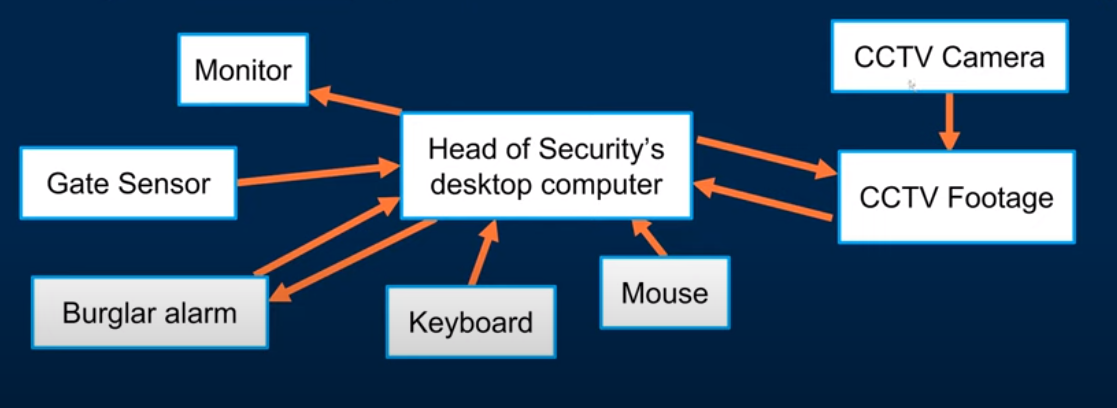 Monitor
CCTV Camera
Head of Security's
desktop computer
Gate Sensor
CCTV Footage
Burglar alarm
Keyboard
Mouse